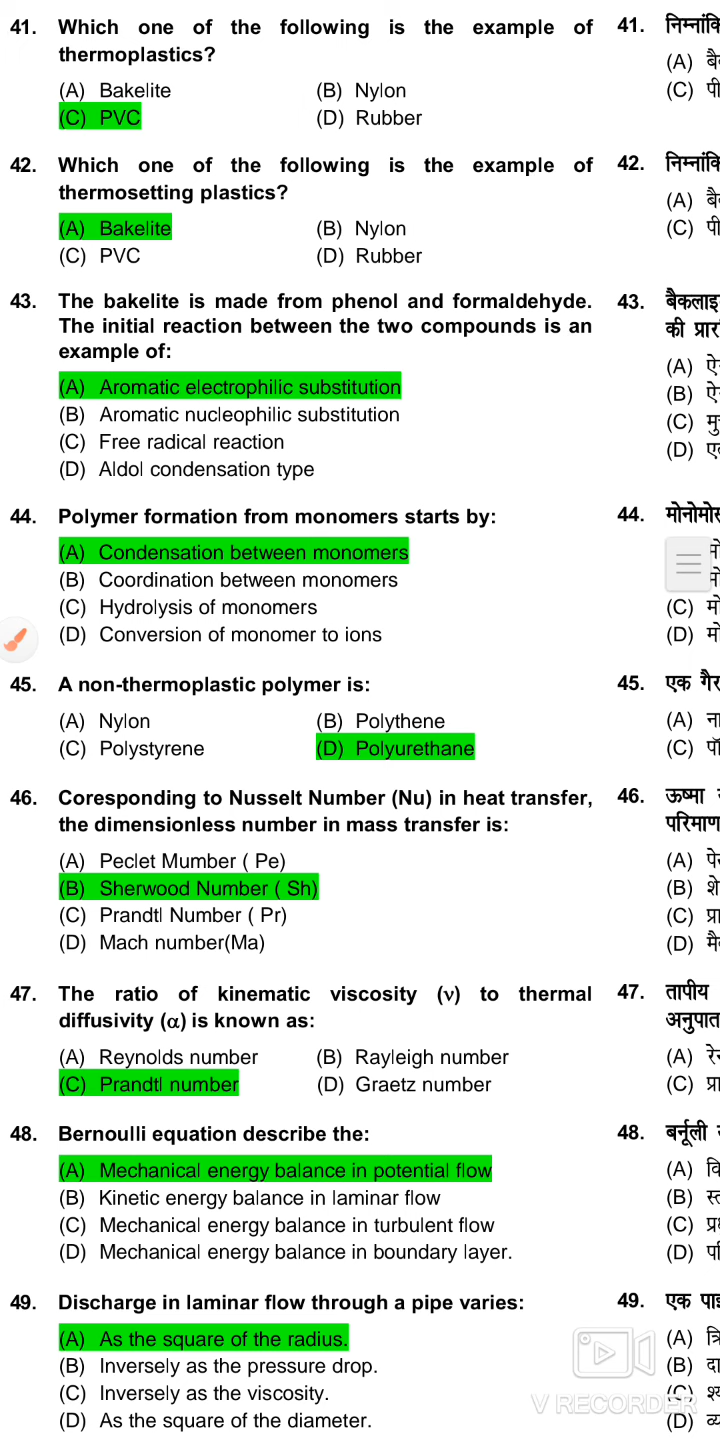 41. Which one of the following is the example of
thermoplastics?
(A) Bakelite (B) Nylon
(C) PVC (D) Rubber
42. Which one of the following is the example of
thermosetting plastics?
(A) Bakelite (B) Nylon
(C) PVC (D) Rubber
43. The bakelite is made from phenol and formaldehyde.
The initial reaction between the two compounds is an
example of:
(A) Aromatic electrophilic substitution
(B) Aromatic nucleophilic substitution
(C) Free radical reaction
(D) Aldol condensation type
44. Polymer formation from monomers starts by:
(A) Condensation between monomers
(B) Coordination between monomers
(C) Hydrolysis of monomers
(D) Conversion of monomer to ions
45. A non-thermoplastic polymer is:
(A) Nylon (B) Polythene
(C) Polystyrene (D) Polyurethane
46. Coresponding to Nusselt Number (Nu) in heat transfer,
the dimensionless number in mass transfer is:
(A) Peclet Mumber ( Pe)
(B) Sherwood Number ( Sh)
(C) Prandtl Number ( Pr)
(D) Mach number(Ma)
47. The ratio of kinematic viscosity (ν) to thermal
diffusivity (α) is known as:
(A) Reynolds number (B) Rayleigh number
(C) Prandtl number (D) Graetz number
48. Bernoulli equation describe the:
(A) Mechanical energy balance in potential flow
(B) Kinetic energy balance in laminar flow
(C) Mechanical energy balance in turbulent flow
(D) Mechanical energy balance in boundary layer.
49. Discharge in laminar flow through a pipe varies:
(A) As the square of the radius.
(B) Inversely as the pressure drop.
(C) Inversely as the viscosity.
(D) As the square of the diameter.
41.
(A)
(C)
42.
(A)
(C)
43.
की
(A)
(B)
(C)
(D)
44.
(C)
(D)
45. एक
(A)
(C)
46. ऊष्मा
परिमाण
(A)
(B)
(C)
(D)
47. तापीय
अनुपात
(A)
(C)
48. बर्नूली
(A)
(B)
(C)
(D)
49. एक
(A)
(B)
(C)
(D)
V RECORDER